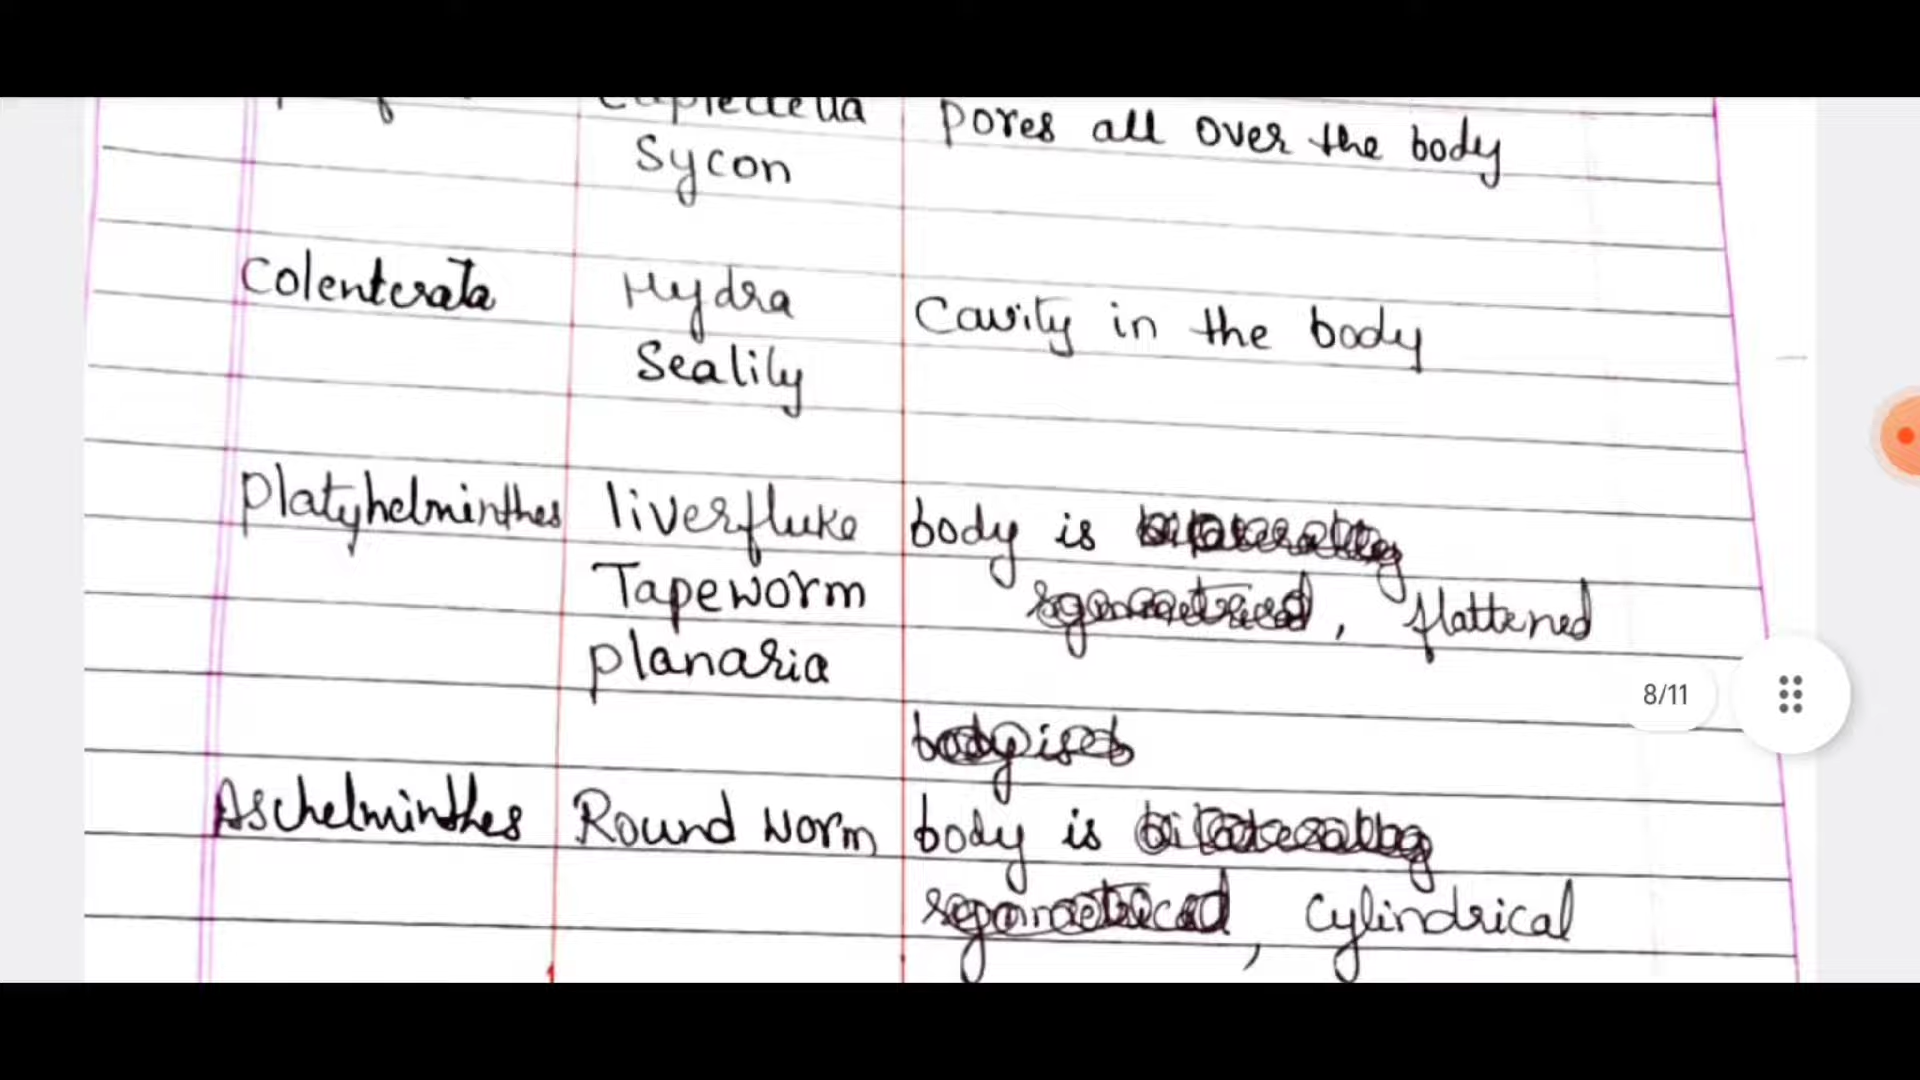 Euplectella pores all over the body
Sycon
Colenterata Hydra Cavity in the body
Sealily
Platyhelminthes liverfluke body is
Tapeworm , flattened
planaria
8/11
Aschelminthes Round worm body is
, Cylindrical